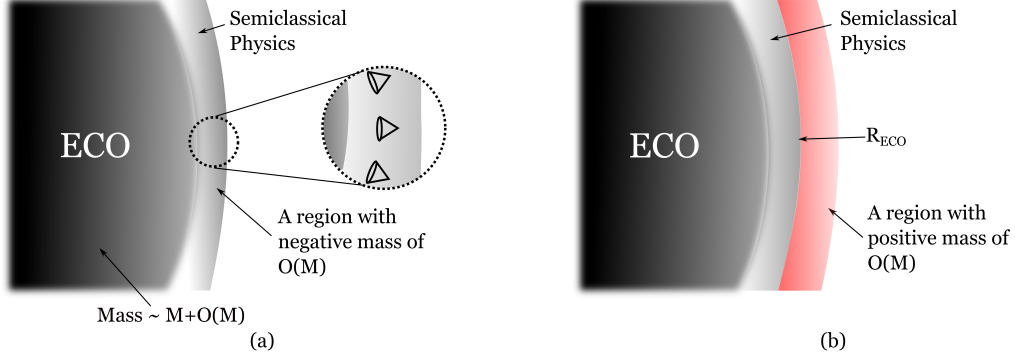 Semiclassical
Physics
ECO
A region with
negative mass of
O(M)
Mass ~ M+O(M)
(a)
Semiclassical
Physics
ECO
R_ECO
A region with
positive mass of
O(M)
(b)